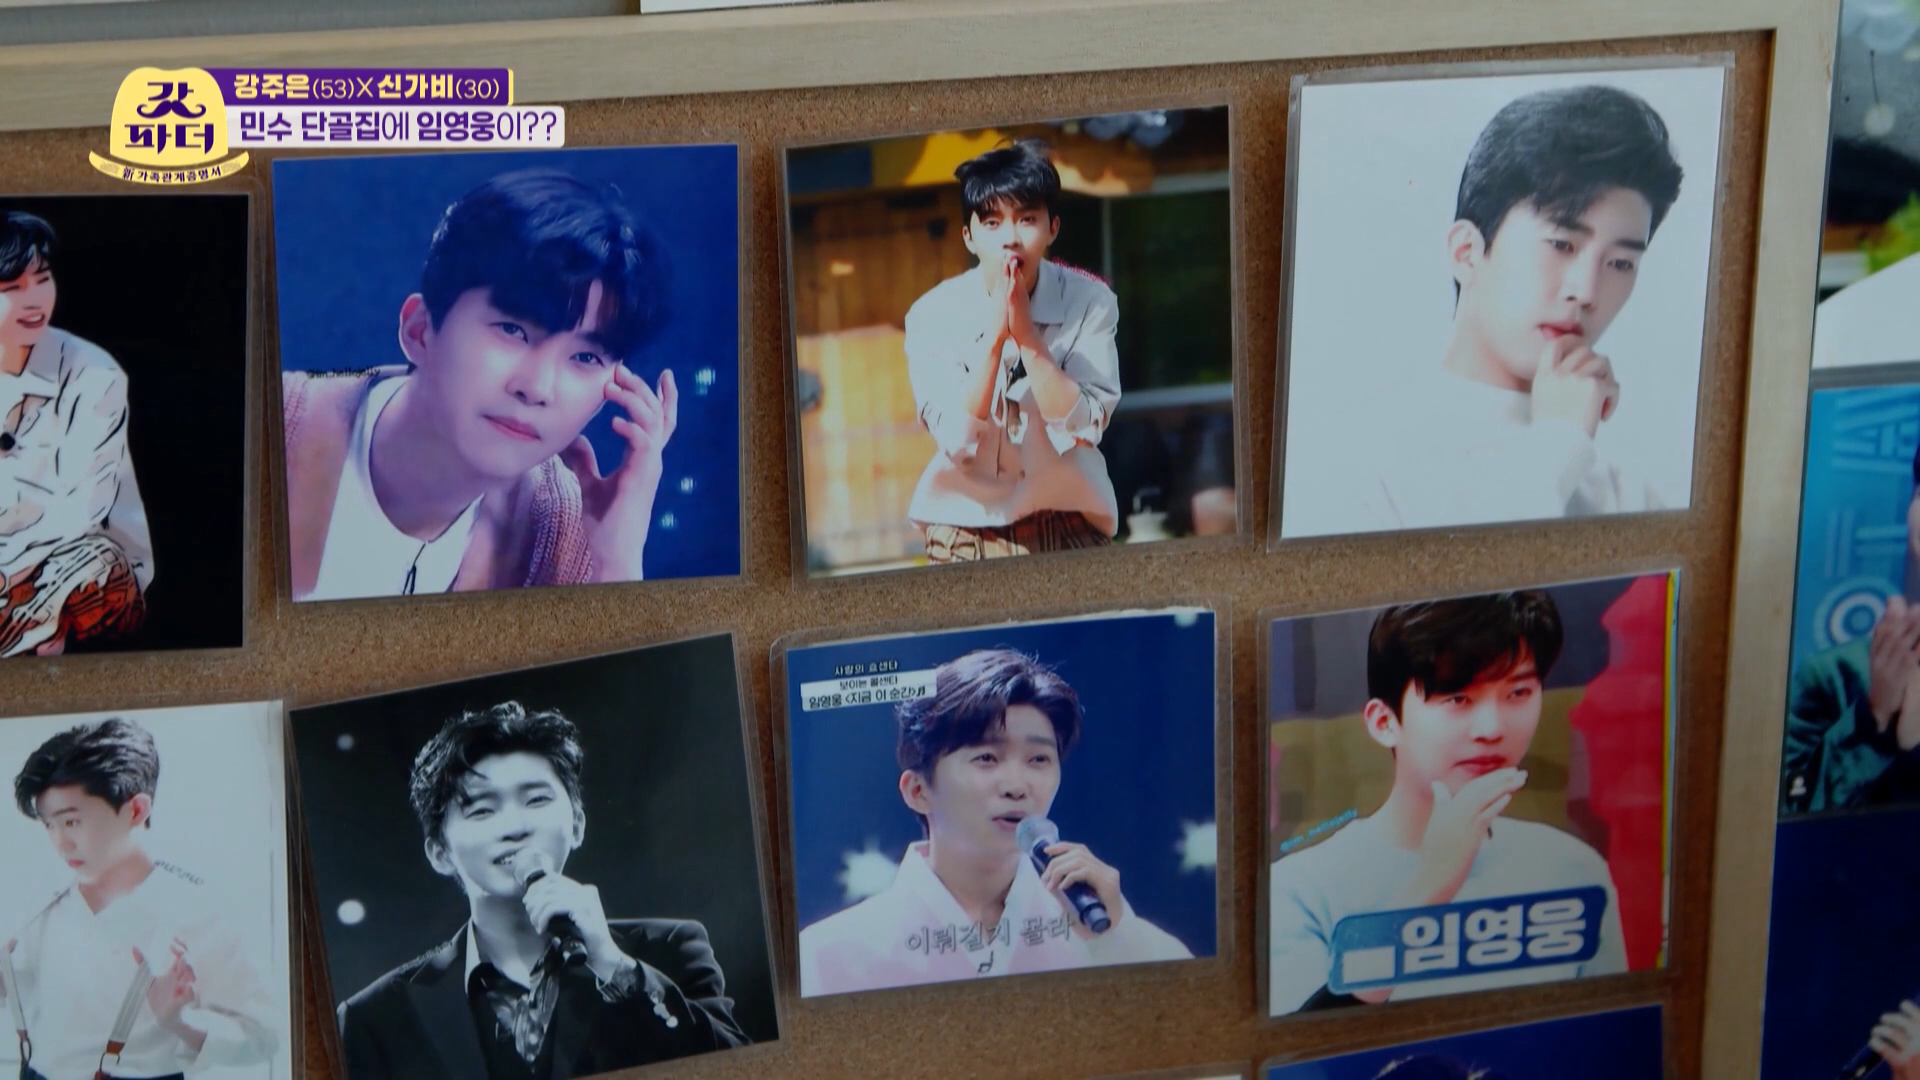 갓파더
新 가족관계증명서
강주은(53)X신가비(30)
민수 단골집에 임영웅이??
@im_hellojelly
사랑의 효센타
보이는 콜센타
임영웅 <지금 이 순간>♬
이뤄질지 몰라
@im_hellojelly
임영웅